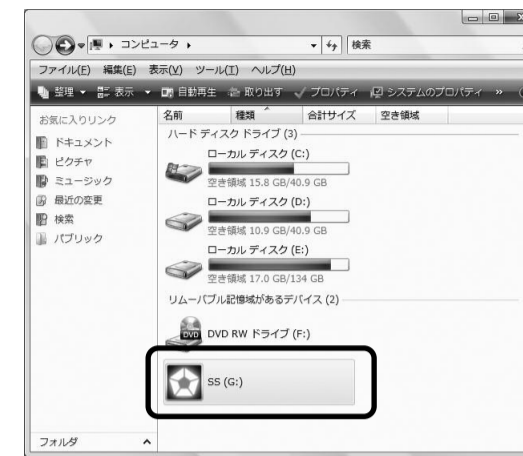 コンピュータ
検索
ファイル(F) 編集(E) 表示(V) ツール(T) ヘルプ(H)
整理 表示 自動再生 取り出す プロパティ システムのプロパティ »
お気に入りリンク
ドキュメント
ピクチャ
ミュージック
最近の変更
検索
パブリック
フォルダ
名前 種類 合計サイズ 空き領域
ハード ディスク ドライブ (3)
ローカル ディスク (C:)
空き領域 15.8 GB/40.9 GB
ローカル ディスク (D:)
空き領域 10.9 GB/40.9 GB
ローカル ディスク (E:)
空き領域 17.0 GB/134 GB
リムーバブル記憶域があるデバイス (2)
DVD
DVD RW ドライブ (F:)
SS (G:)